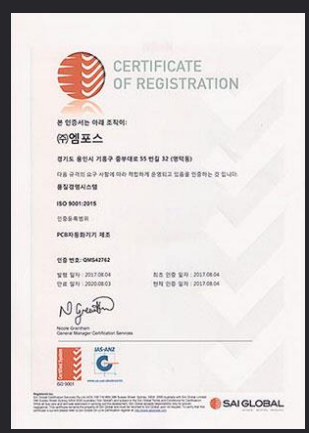 CERTIFICATE
OF REGISTRATION
본 인증서는 아래 조직이:
(주)엠포스
경기도 용인시 기흥구 중부대로 55 번길 32 (영덕동)
다음 규격의 요구 사항에 따라 적합하게 운영되고 있음을 인증하는 것 입니다
품질경영시스템
ISO 9001:2015
인증등록범위
PCB자동화기기 제조
인증 번호: QMS42762
발행 일자 : 2017.08.04 최초 인증 일자 : 2017.08.04
만료 일자 : 2020.08.03 현재 인증 일자 : 2017.08.04
Nicole Grantham
General Manager Certification Services
Certified System
JAS-ANZ
ISO 9001
SAI GLOBAL